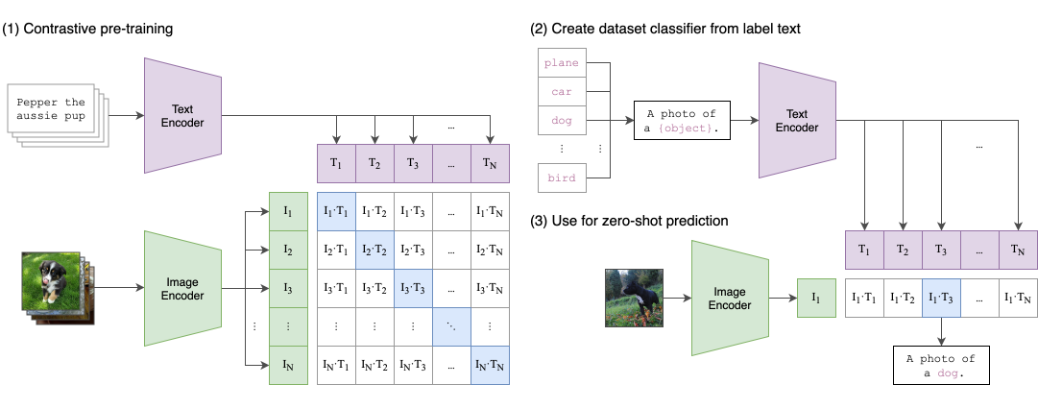 (1) Contrastive pre-training
Pepper the
aussie pup
Text
Encoder
...
T1 T2 T3 ... TN
Image
Encoder
I1 I1·T1 I1·T2 I1·T3 ... I1·TN
I2 I2·T1 I2·T2 I2·T3 ... I2·TN
I3 I3·T1 I3·T2 I3·T3 ... I3·TN
⋮ ⋮ ⋮ ⋮ ⋮ ⋱ ⋮
IN IN·T1 IN·T2 IN·T3 ... IN·TN
(2) Create dataset classifier from label text
plane
car
dog
⋮ ⋮
bird
A photo of
a {object}.
Text
Encoder
...
(3) Use for zero-shot prediction
T1 T2 T3 ... TN
Image
Encoder
I1 I1·T1 I1·T2 I1·T3 ... I1·TN
A photo of
a dog.